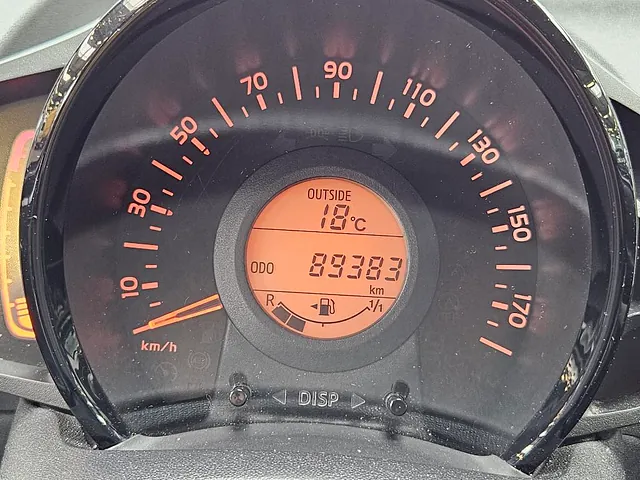 10
30
50
70
90
110
130
150
170
km/h
OUTSIDE
18°C
ODO 89383
km
R 1/1
◁ DISP ▷